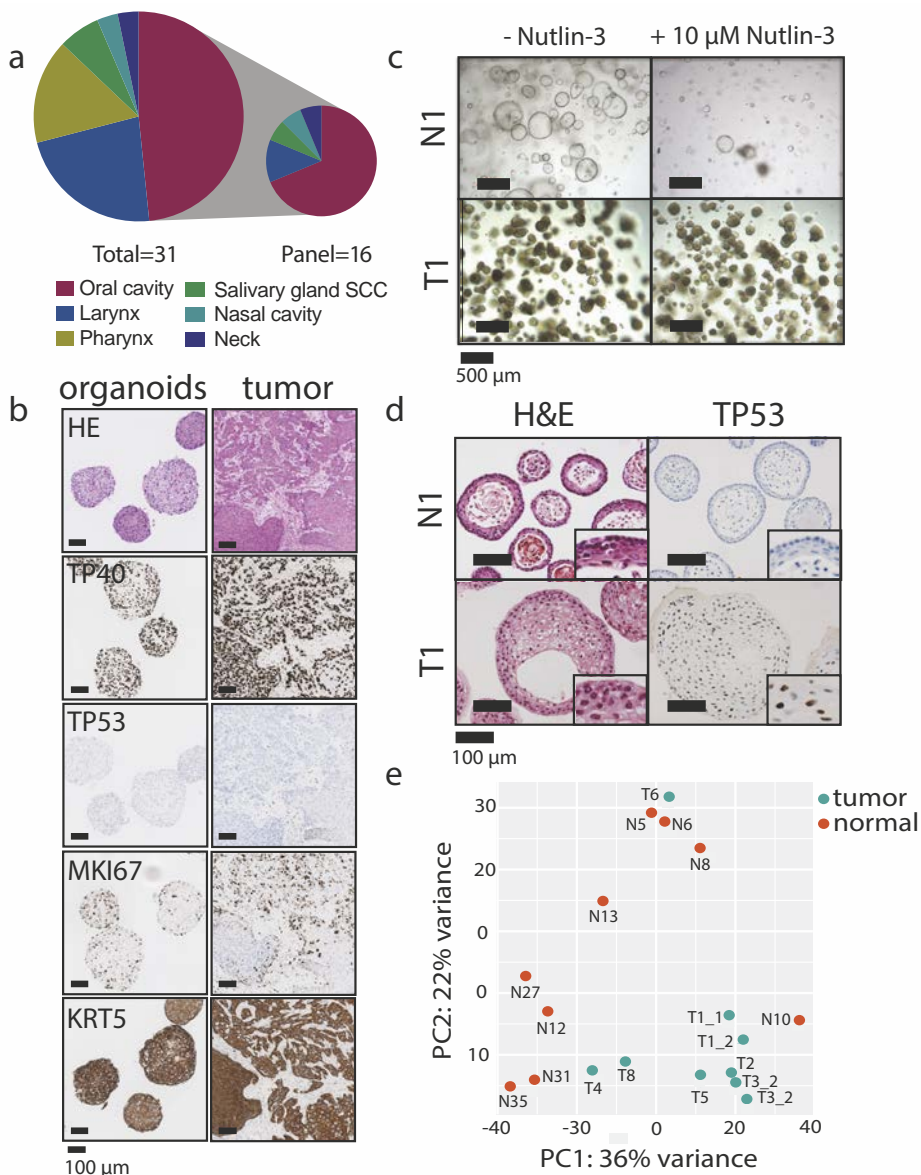 a
Total=31
Panel=16
Oral cavity
Larynx
Pharynx
Salivary gland SCC
Nasal cavity
Neck
b
organoids
tumor
HE
TP40
TP53
MKI67
KRT5
100 µm
c
- Nutlin-3
+ 10 µM Nutlin-3
N1
T1
500 µm
d
H&E
TP53
N1
T1
100 µm
e
tumor
normal
PC2: 22% variance
30
20
0
0
10
T6
N5
N6
N8
N13
N27
N12
T1_1
N10
T1_2
T2
N31
T4
T8
T5
T3_2
N35
T3_2
-40
-30
0
20
40
PC1: 36% variance